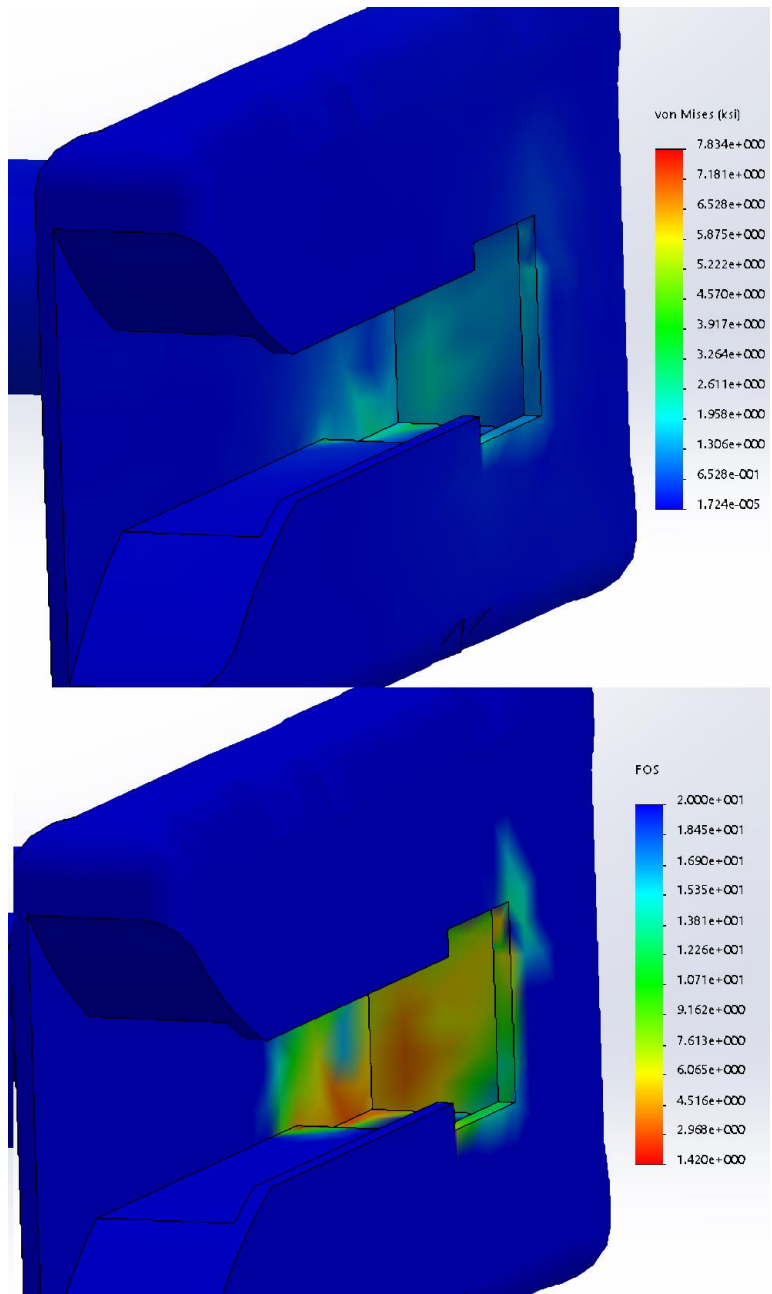 von Mises (ksi)
7.834e+000
7.181e+000
6.528e+000
5.875e+000
5.222e+000
4.570e+000
3.917e+000
3.264e+000
2.611e+000
1.958e+000
1.306e+000
6.528e-001
1.724e-005
FOS
2.000e+001
1.845e+001
1.690e+001
1.535e+001
1.381e+001
1.226e+001
1.071e+001
9.162e+000
7.613e+000
6.065e+000
4.516e+000
2.968e+000
1.420e+000